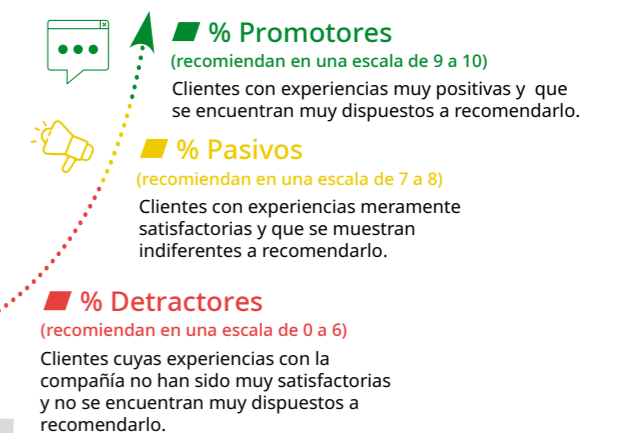 % Promotores
(recomiendan en una escala de 9 a 10)
Clientes con experiencias muy positivas y que
se encuentran muy dispuestos a recomendarlo.
% Pasivos
(recomiendan en una escala de 7 a 8)
Clientes con experiencias meramente
satisfactorias y que se muestran
indiferentes a recomendarlo.
% Detractores
(recomiendan en una escala de 0 a 6)
Clientes cuyas experiencias con la
compañía no han sido muy satisfactorias
y no se encuentran muy dispuestos a
recomendarlo.